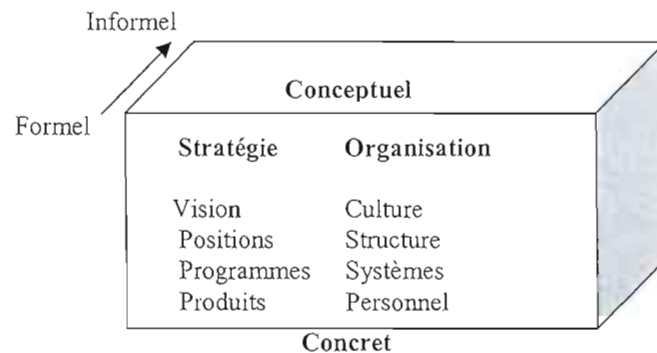 Informel
Conceptuel
Formel
Stratégie Organisation
Vision Culture
Positions Structure
Programmes Systèmes
Produits Personnel
Concret